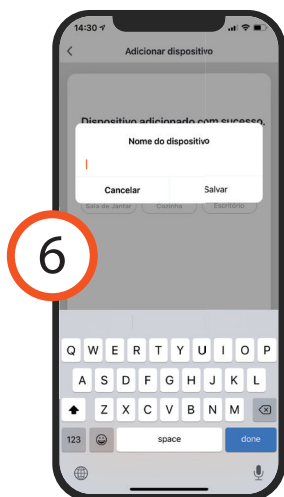 14:30
Adicionar dispositivo
Dispositivo adicionado com sucesso.
Nome do dispositivo
Cancelar Salvar
Sala de Jantar Cozinha Escritório
6
Q W E R T Y U I O P
A S D F G H J K L
Z X C V B N M
123 space done